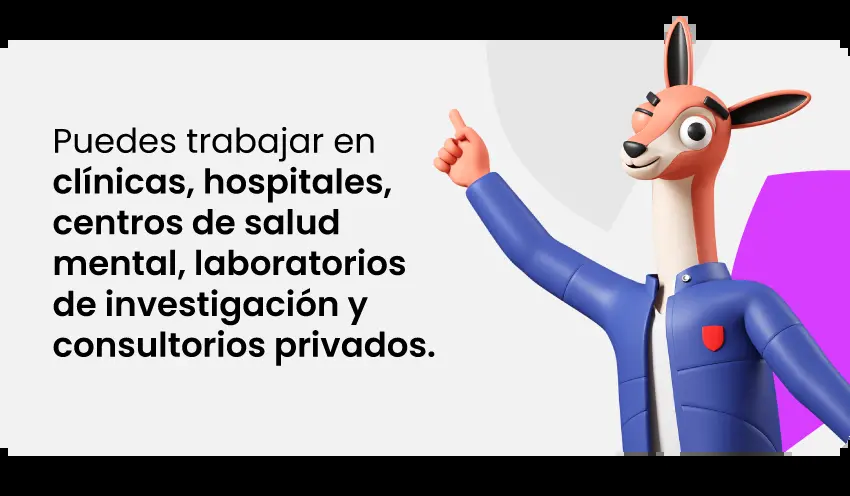 Puedes trabajar en
clínicas, hospitales,
centros de salud
mental, laboratorios
de investigación y
consultorios privados.